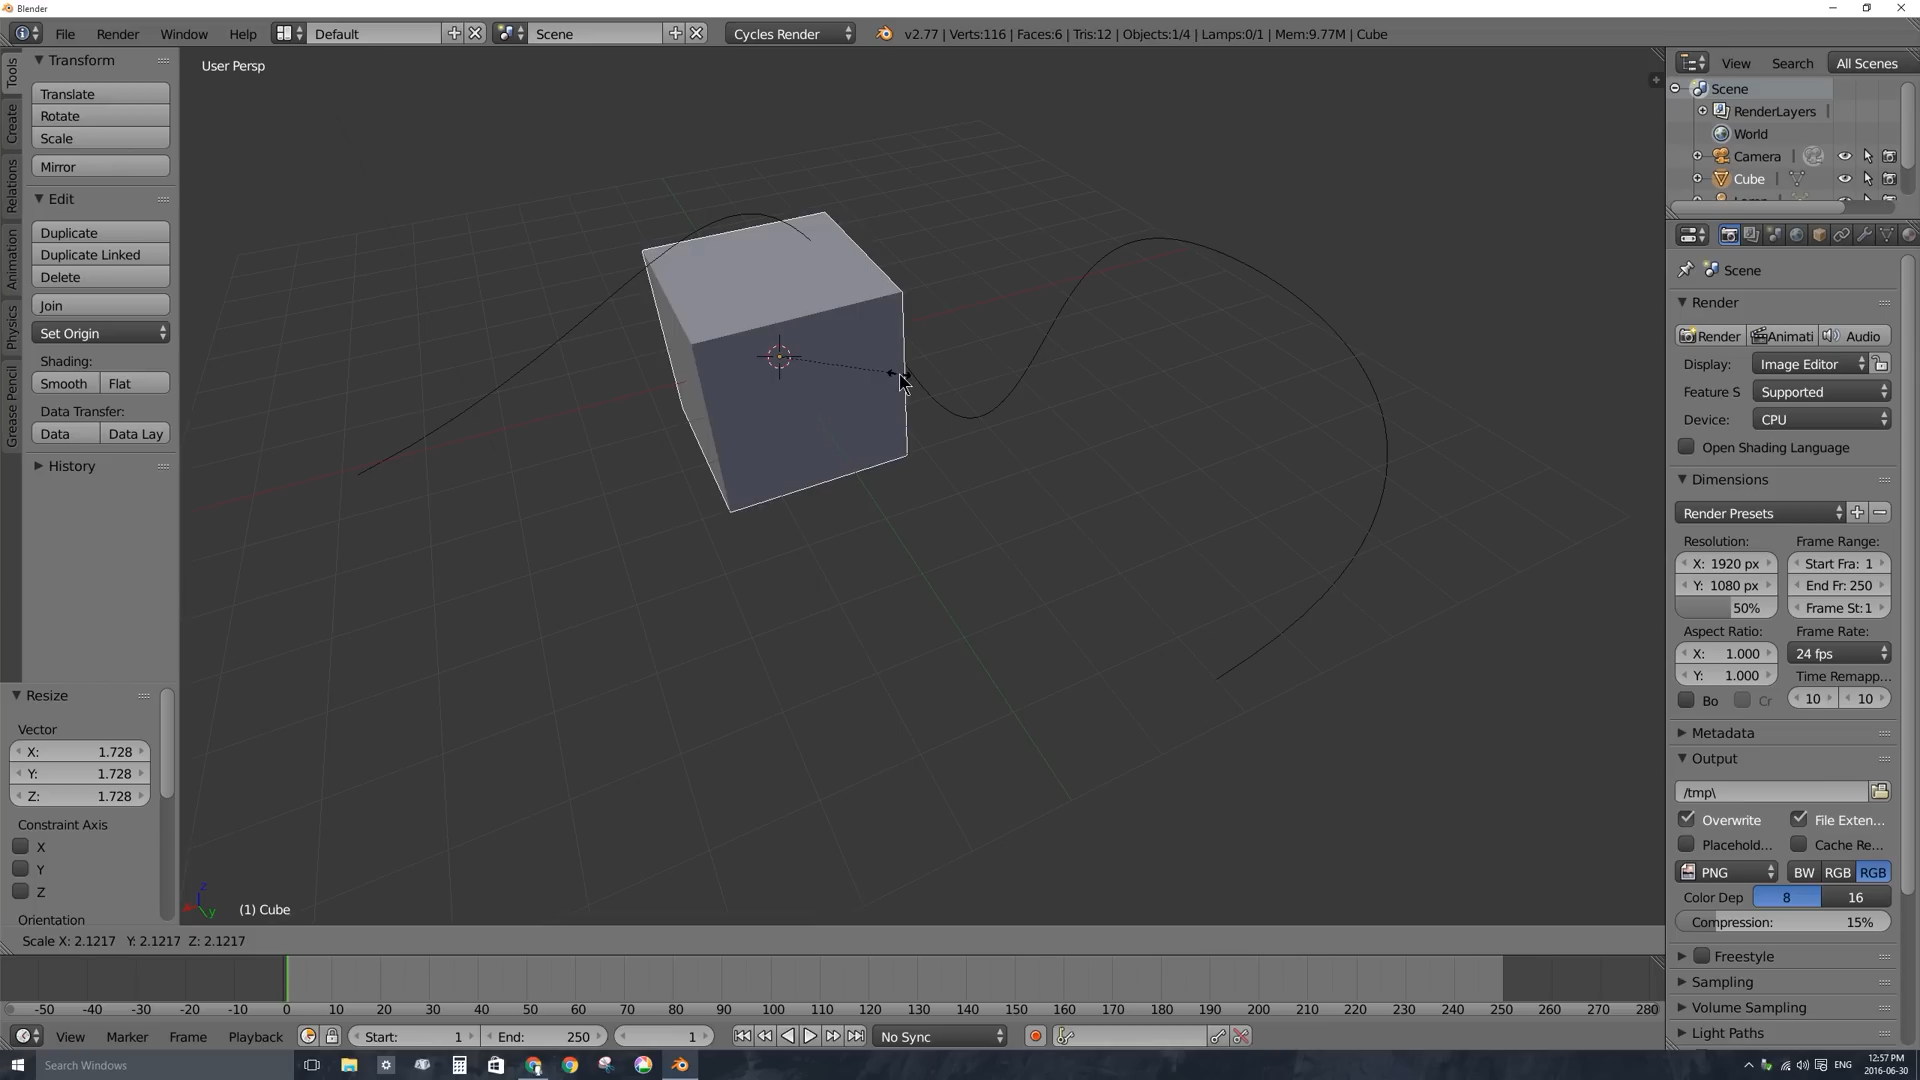 Blender
File Render Window Help Default Scene Cycles Render v2.77 | Verts:116 | Faces:6 | Tris:12 | Objects:1/4 | Lamps:0/1 | Mem:9.77M | Cube
Tools
Create
Relations
Animation
Physics
Grease Pencil
Transform
Translate
Rotate
Scale
Mirror
Edit
Duplicate
Duplicate Linked
Delete
Join
Set Origin
Shading:
Smooth Flat
Data Transfer:
Data Data Lay
History
Resize
Vector
X: 1.728
Y: 1.728
Z: 1.728
Constraint Axis
X
Y
Z
Orientation
User Persp
z
y
(1) Cube
Scale X: 2.1217 Y: 2.1217 Z: 2.1217
View Search All Scenes
Scene
RenderLayers
World
Camera
Cube
Scene
Render
Render Animati Audio
Display: Image Editor
Feature S Supported
Device: CPU
Open Shading Language
Dimensions
Render Presets
Resolution: Frame Range:
X: 1920 px Start Fra: 1
Y: 1080 px End Fr: 250
50% Frame St:1
Aspect Ratio: Frame Rate:
X: 1.000 24 fps
Y: 1.000 Time Remapp...
Bo Cr 10 10
Metadata
Output
/tmp\
Overwrite File Exten...
Placehold... Cache Re...
PNG BW RGB RGB
Color Dep 8 16
Compression: 15%
Freestyle
Sampling
Volume Sampling
Light Paths
-50 -40 -30 -20 -10 0 10 20 30 40 50 60 70 80 90 100 110 120 130 140 150 160 170 180 190 200 210 220 230 240 250 260 270 280
View Marker Frame Playback Start: 1 End: 250 1 No Sync
Search Windows ENG 12:57 PM
2016-06-30